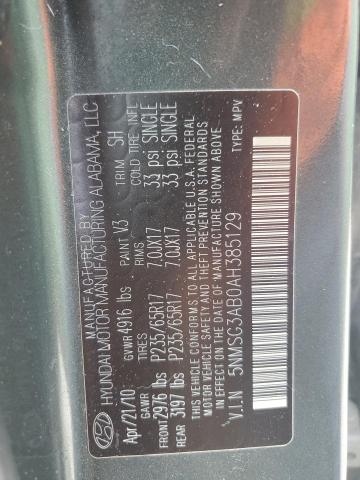 MANUFACTURED BY
HYUNDAI MOTOR MANUFACTURING ALABAMA, LLC
Apr/21/10 GVWR 4916 lbs PAINT V3 TRIM SH
GAWR TIRE RIMS COLD TIRE INFL
FRONT 2976 lbs P235/65R17 7.0JX17 33 psi SINGLE
REAR 3197 lbs P235/65R17 7.0JX17 33 psi SINGLE
THIS VEHICLE CONFORMS TO ALL APPLICABLE U.S.A. FEDERAL
MOTOR VEHICLE SAFETY AND THEFT PREVENTION STANDARDS
IN EFFECT ON THE DATE OF MANUFACTURE SHOWN ABOVE.
V.I.N 5NMSG3AB0AH385129 TYPE: MPV